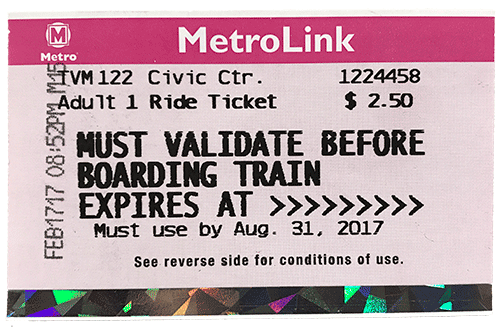 M
Metro
MetroLink
TVM 122 Civic Ctr. 1224458
Adult 1 Ride Ticket $ 2.50
MUST VALIDATE BEFORE
BOARDING TRAIN
EXPIRES AT >>>>>>>>>
Must use by Aug. 31, 2017
See reverse side for conditions of use.
FEB1717 08:52PM M15